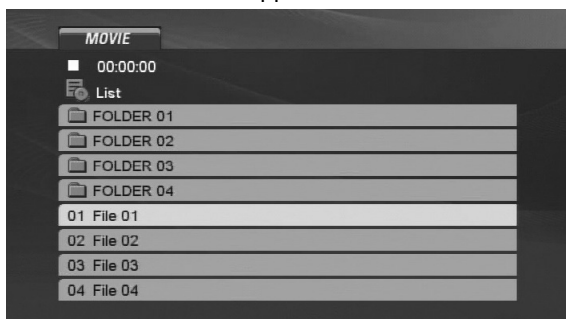 MOVIE
00:00:00
List
FOLDER 01
FOLDER 02
FOLDER 03
FOLDER 04
01 File 01
02 File 02
03 File 03
04 File 04